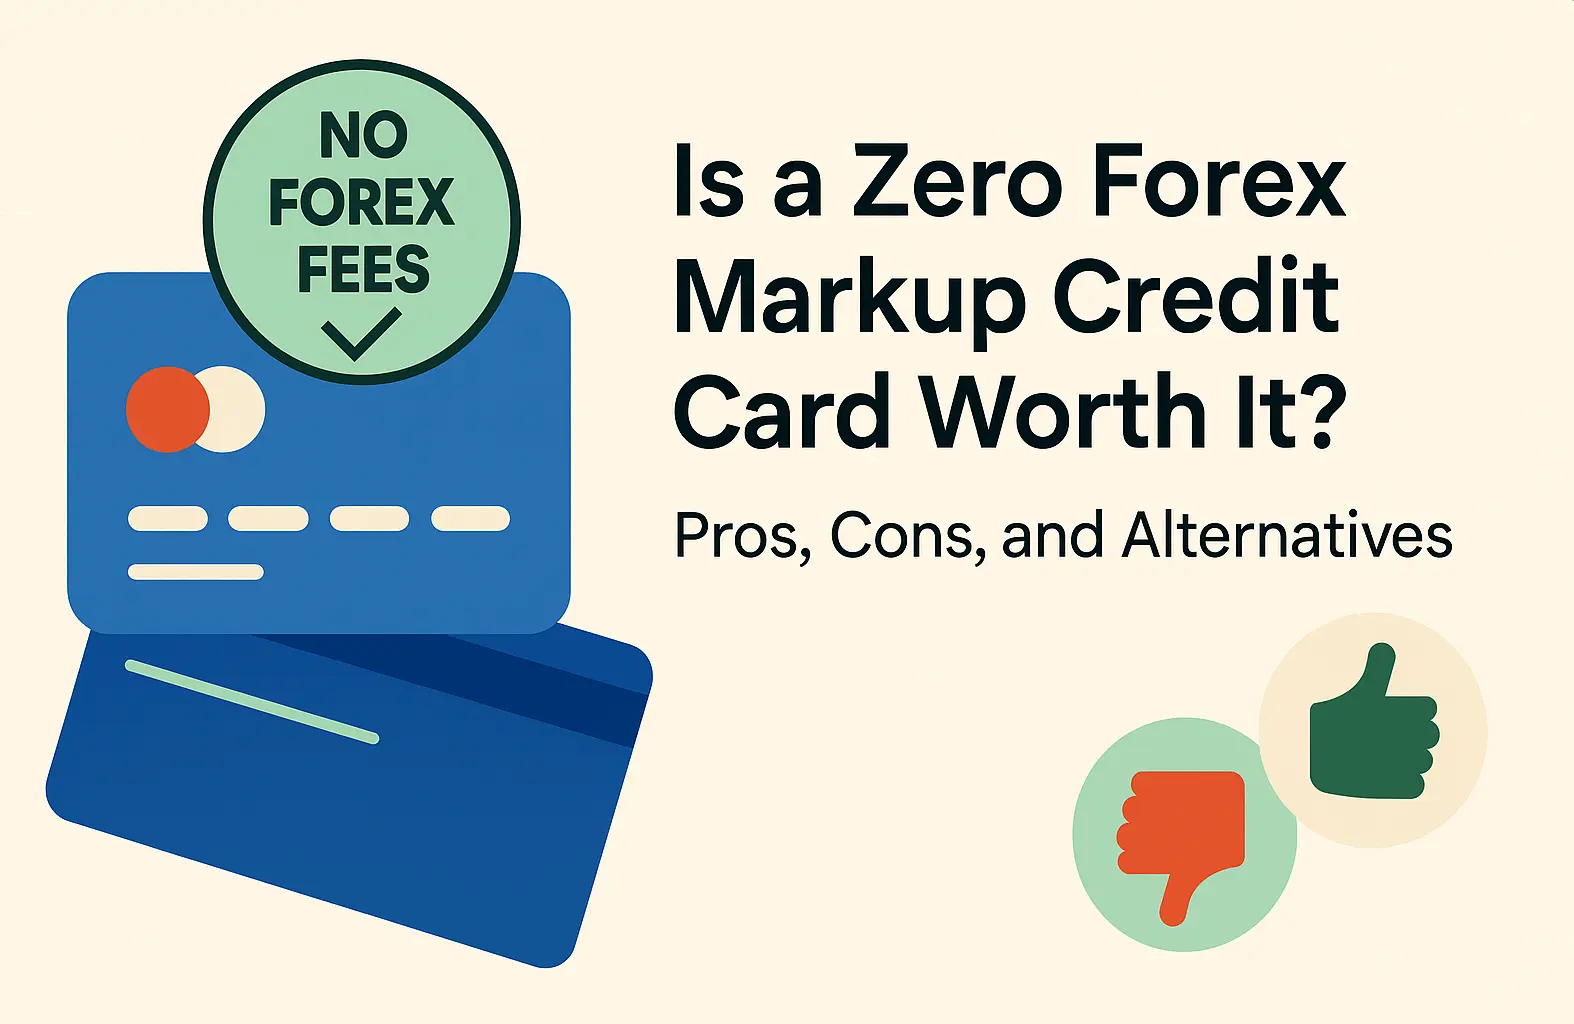 NO
FOREX
FEES
Is a Zero Forex
Markup Credit
Card Worth It?
Pros, Cons, and Alternatives